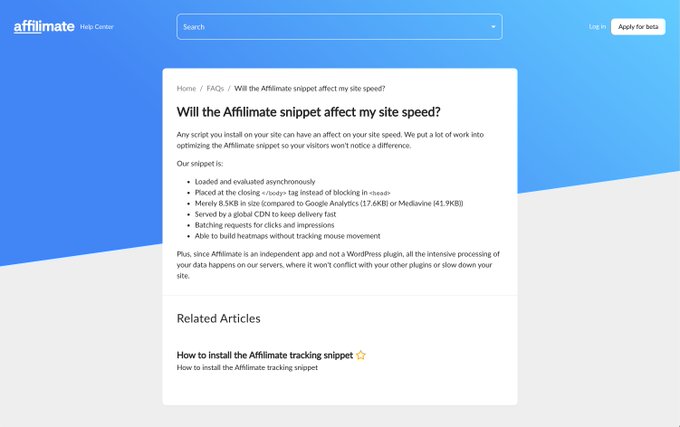 affilimate Help Center Search Log in Apply for beta
Home / FAQs / Will the Affilimate snippet affect my site speed?
Will the Affilimate snippet affect my site speed?
Any script you install on your site can have an affect on your site speed. We put a lot of work into
optimizing the Affilimate snippet so your visitors won't notice a difference.
Our snippet is:
• Loaded and evaluated asynchronously
• Placed at the closing </body> tag instead of blocking in <head>
• Merely 8.5KB in size (compared to Google Analytics (17.6KB) or Mediavine (41.9KB))
• Served by a global CDN to keep delivery fast
• Batching requests for clicks and impressions
• Able to build heatmaps without tracking mouse movement
Plus, since Affilimate is an independent app and not a WordPress plugin, all the intensive processing of
your data happens on our servers, where it won't conflict with your other plugins or slow down your
site.
Related Articles
How to install the Affilimate tracking snippet
How to install the Affilimate tracking snippet